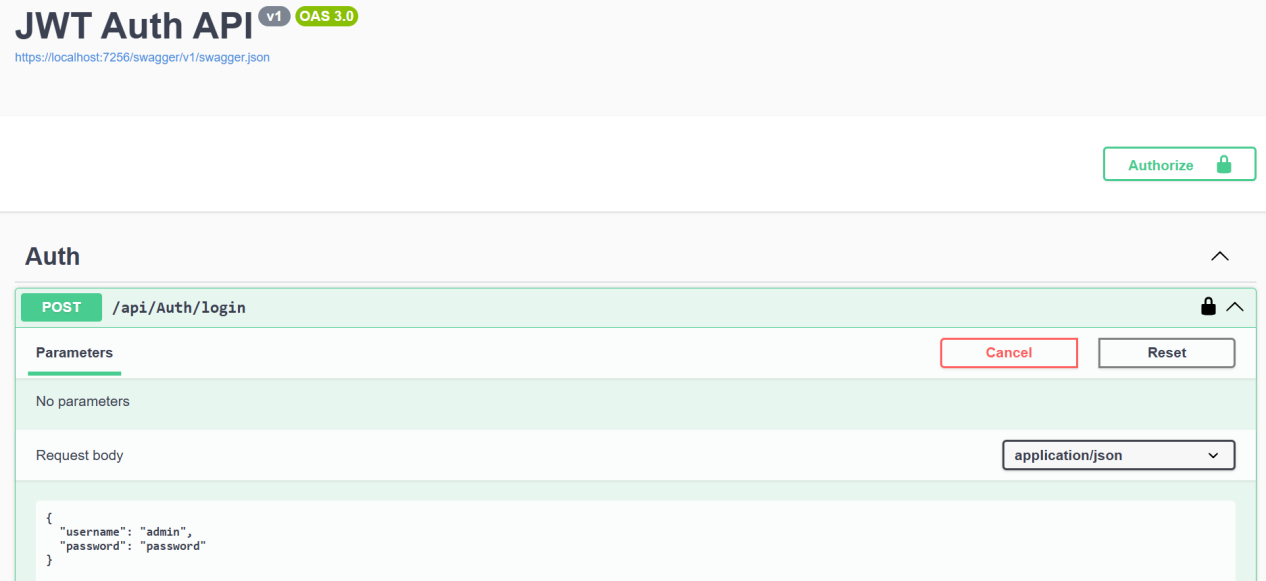 JWT Auth API v1 OAS 3.0
https://localhost:7256/swagger/v1/swagger.json
Authorize
Auth
POST /api/Auth/login
Parameters Cancel Reset
No parameters
Request body application/json
{
  "username": "admin",
  "password": "password"
}